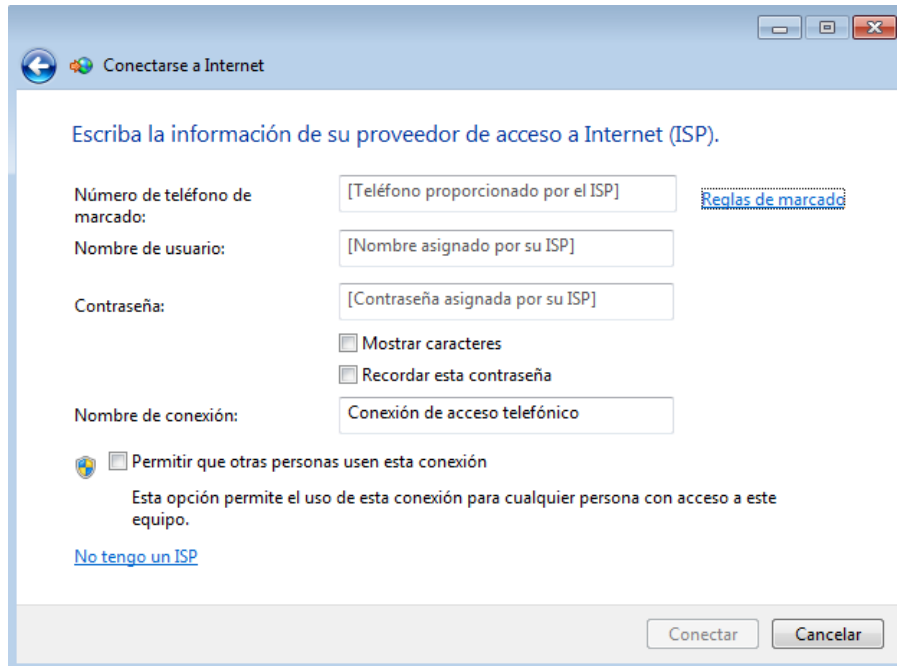 Conectarse a Internet
Escriba la información de su proveedor de acceso a Internet (ISP).
Número de teléfono de
marcado:
[Teléfono proporcionado por el ISP]
Reglas de marcado
Nombre de usuario:
[Nombre asignado por su ISP]
Contraseña:
[Contraseña asignada por su ISP]
Mostrar caracteres
Recordar esta contraseña
Nombre de conexión:
Conexión de acceso telefónico
Permitir que otras personas usen esta conexión
Esta opción permite el uso de esta conexión para cualquier persona con acceso a este
equipo.
No tengo un ISP
Conectar
Cancelar